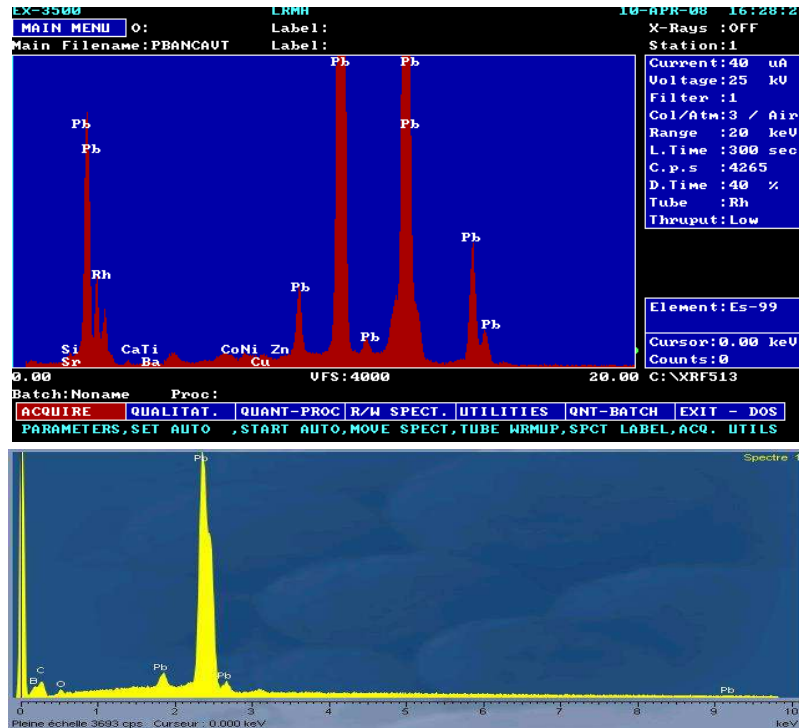 EX-3500 LRMH 10-APR-08 16:28:2
MAIN MENU O: Label: X-Rays :OFF
Main Filename:PBANCAVT Label: Station:1
Current:40 uA
Voltage:25 kV
Filter :1
Col/Atm:3 / Air
Range :20 keV
L.Time :300 sec
C.p.s :4265
D.Time :40 %
Tube :Rh
Thruput:Low
Pb Pb
Pb Pb
Pb
Pb
Rh
Pb
Pb Pb
Si CaTi CoNi Zn
Sr Ba Cu
Element:Es-99
Cursor:0.00 keV
Counts:0
0.00 VFS:4000 20.00 C:\XRF513
Batch:Noname Proc:
ACQUIRE QUALITAT. QUANT-PROC R/W SPECT. UTILITIES QNT-BATCH EXIT - DOS
PARAMETERS,SET AUTO ,START AUTO,MOVE SPECT,TUBE WRMUP,SPCT LABEL,ACQ. UTILS
Pb Spectre 1
C Pb
B O Pb Pb
0 1 2 3 4 5 6 7 8 9 10
Pleine échelle 3693 cps Curseur : 0.000 keV keV